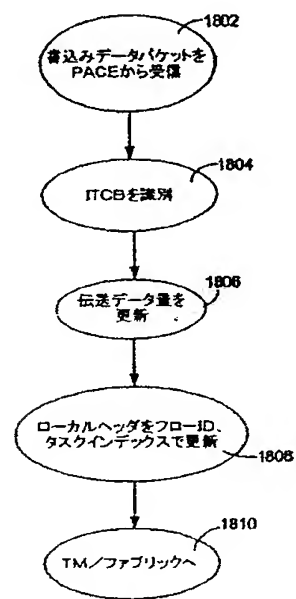 1802
書込みデータパケットを
PACEから受信
1804
ITCBを識別
1806
伝送データ量を
更新
ローカルヘッダをフローID、
タスクインデックスで更新
1808
1810
TM/ファブリックへ